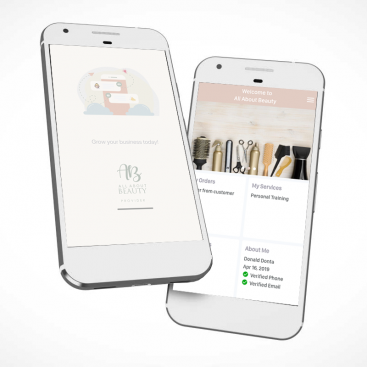 Grow your business today!
AB
ALL ABOUT
BEAUTY
Welcome to
All About Beauty
y Orders
er from customer
My Services
Personal Training
About Me
Donald Donta
Apr 16, 2019
Verified Phone
Verified Email